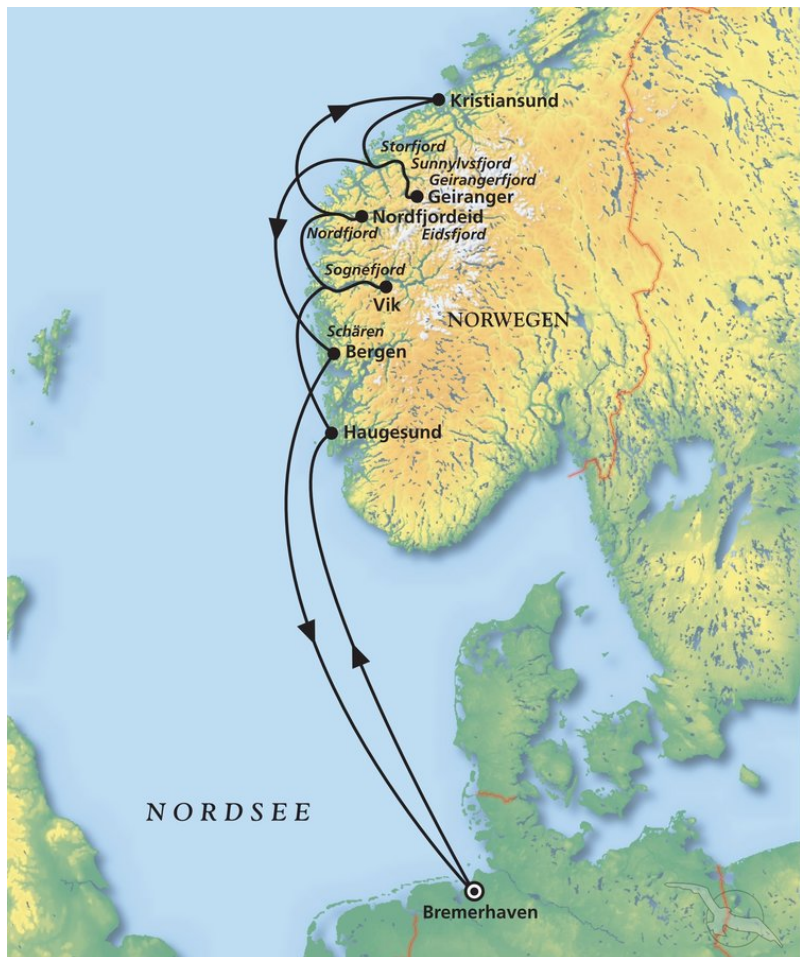 Kristiansund
Storfjord
Sunnylvsfjord
Geirangerfjord
Geiranger
Nordfjordeid
Nordfjord
Eidsfjord
Sognefjord
Vik
NORWEGEN
Schären
Bergen
Haugesund
NORDSEE
Bremerhaven